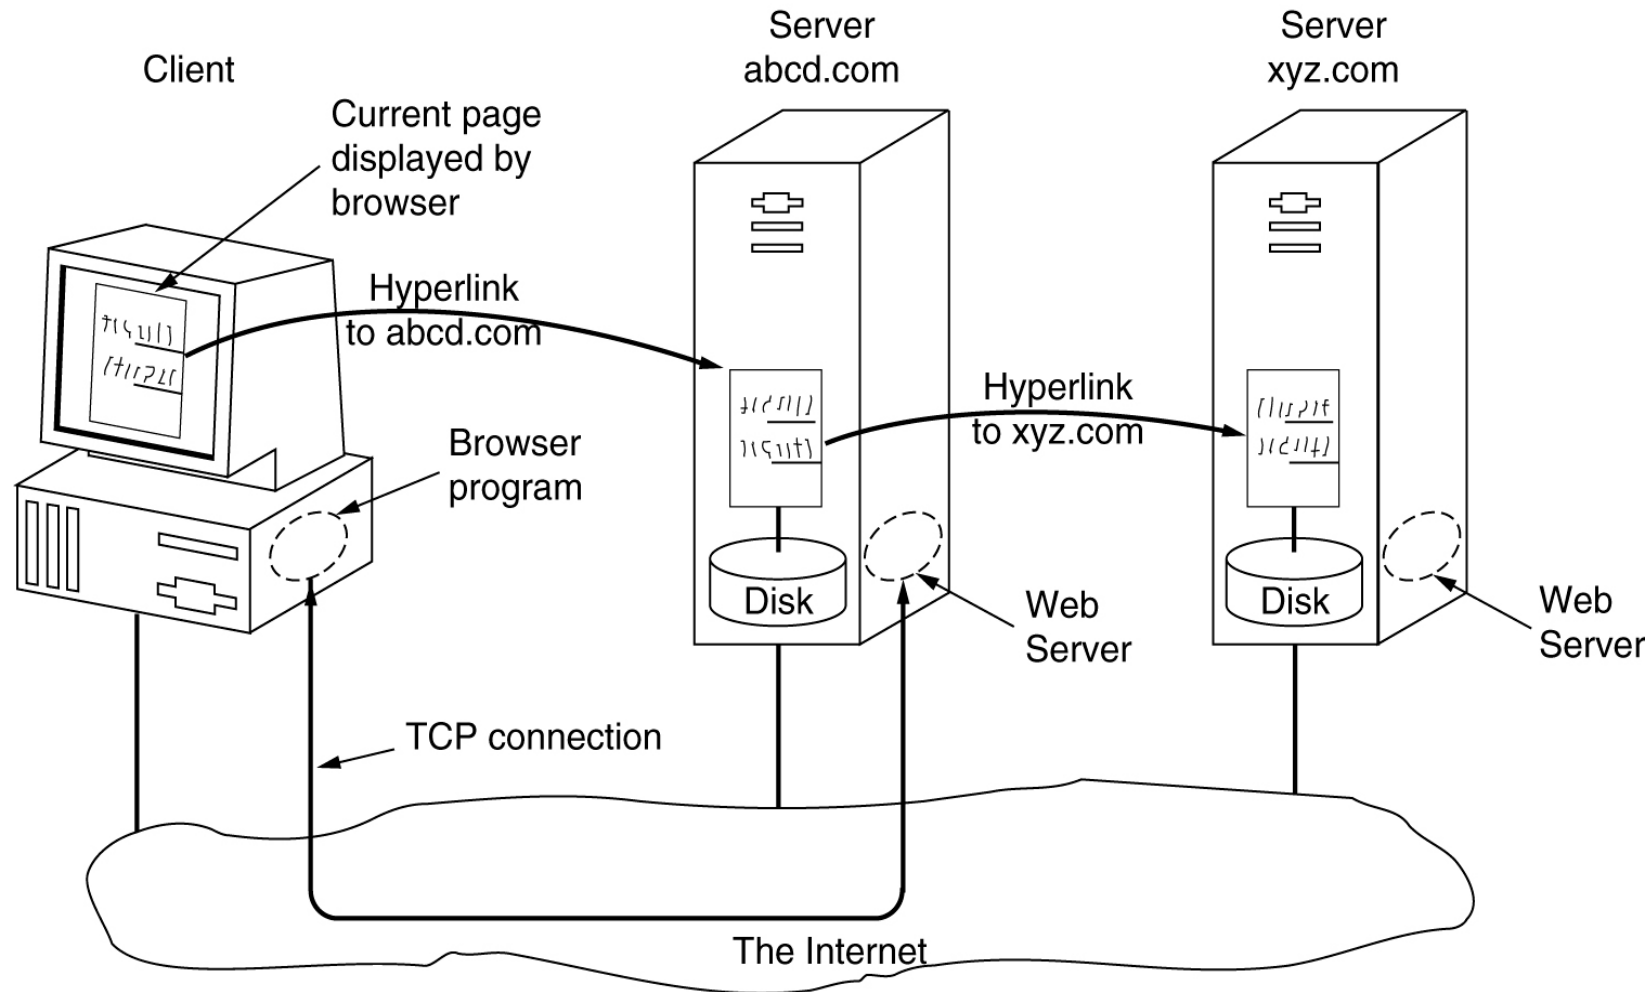 Client
Server
abcd.com
Server
xyz.com
Current page
displayed by
browser
Hyperlink
to abcd.com
Hyperlink
to xyz.com
Browser
program
Disk
Web
Server
Disk
Web
Server
TCP connection
The Internet